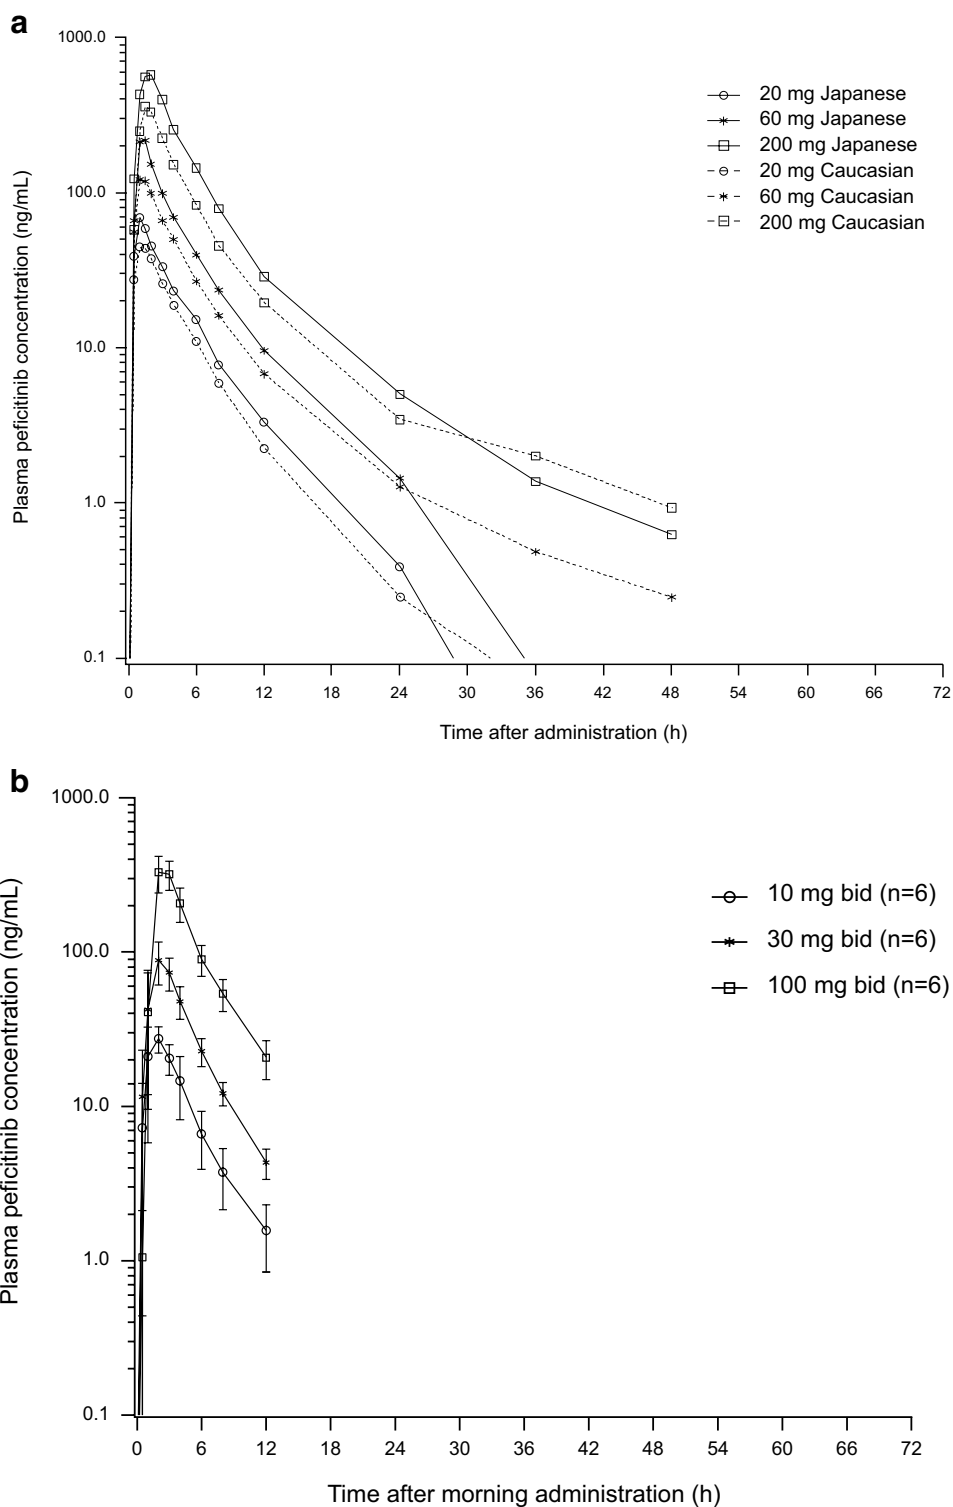 a
Plasma peficitinib concentration (ng/mL)
1000.0
100.0
10.0
1.0
0.1
0 6 12 18 24 30 36 42 48 54 60 66 72
Time after administration (h)
20 mg Japanese
60 mg Japanese
200 mg Japanese
20 mg Caucasian
60 mg Caucasian
200 mg Caucasian
b
Plasma peficitinib concentration (ng/mL)
1000.0
100.0
10.0
1.0
0.1
0 6 12 18 24 30 36 42 48 54 60 66 72
Time after morning administration (h)
10 mg bid (n=6)
30 mg bid (n=6)
100 mg bid (n=6)